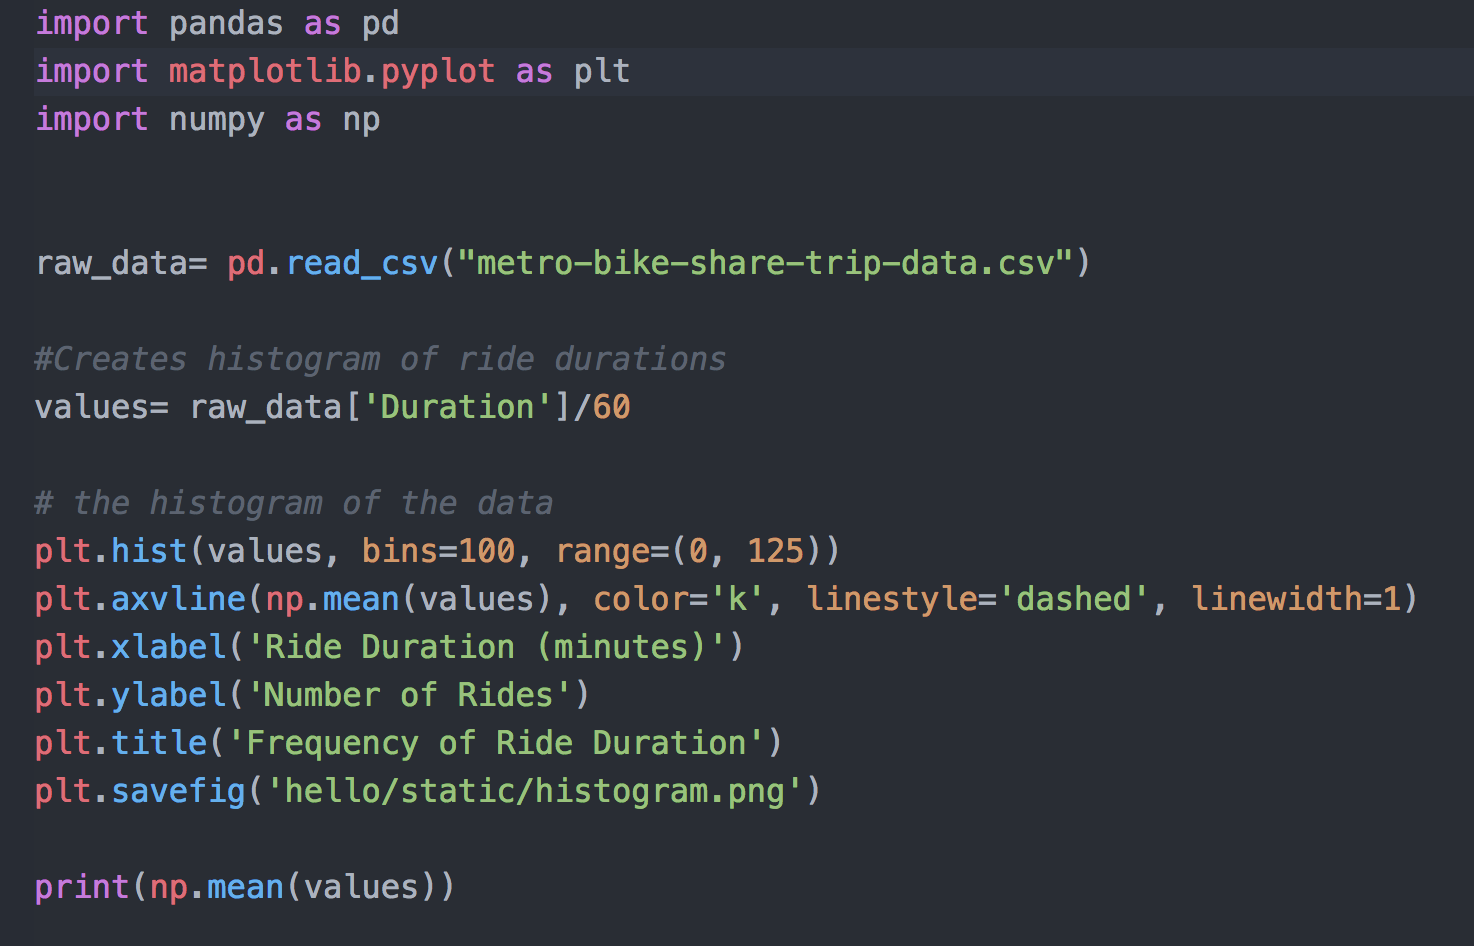 import pandas as pd
import matplotlib.pyplot as plt
import numpy as np
raw_data= pd.read_csv("metro-bike-share-trip-data.csv")
#Creates histogram of ride durations
values= raw_data['Duration']/60
# the histogram of the data
plt.hist(values, bins=100, range=(0, 125))
plt.axvline(np.mean(values), color='k', linestyle='dashed', linewidth=1)
plt.xlabel('Ride Duration (minutes)')
plt.ylabel('Number of Rides')
plt.title('Frequency of Ride Duration')
plt.savefig('hello/static/histogram.png')
print(np.mean(values))